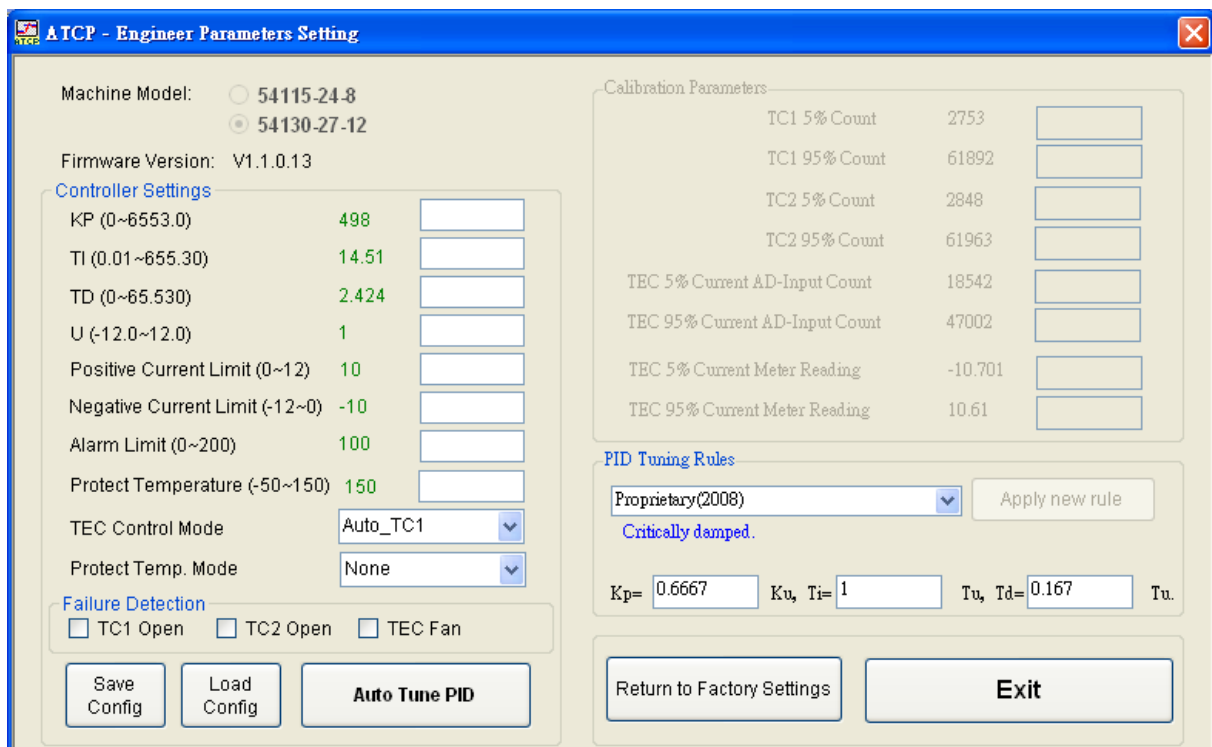 ATCP - Engineer Parameters Setting
Machine Model:
54115-24-8
54130-27-12
Firmware Version: V1.1.0.13
Controller Settings
KP (0~6553.0) 498
TI (0.01~655.30) 14.51
TD (0~65.530) 2.424
U (-12.0~12.0) 1
Positive Current Limit (0~12) 10
Negative Current Limit (-12~0) -10
Alarm Limit (0~200) 100
Protect Temperature (-50~150) 150
TEC Control Mode Auto_TC1
Protect Temp. Mode None
Failure Detection
TC1 Open TC2 Open TEC Fan
Save Config
Load Config
Auto Tune PID
Calibration Parameters
TC1 5% Count 2753
TC1 95% Count 61892
TC2 5% Count 2848
TC2 95% Count 61963
TEC 5% Current AD-Input Count 18542
TEC 95% Current AD-Input Count 47002
TEC 5% Current Meter Reading -10.701
TEC 95% Current Meter Reading 10.61
PID Tuning Rules
Proprietary(2008) Apply new rule
Critically damped.
Kp= 0.6667 Ku, Ti= 1 Tu, Td= 0.167 Tu.
Return to Factory Settings
Exit